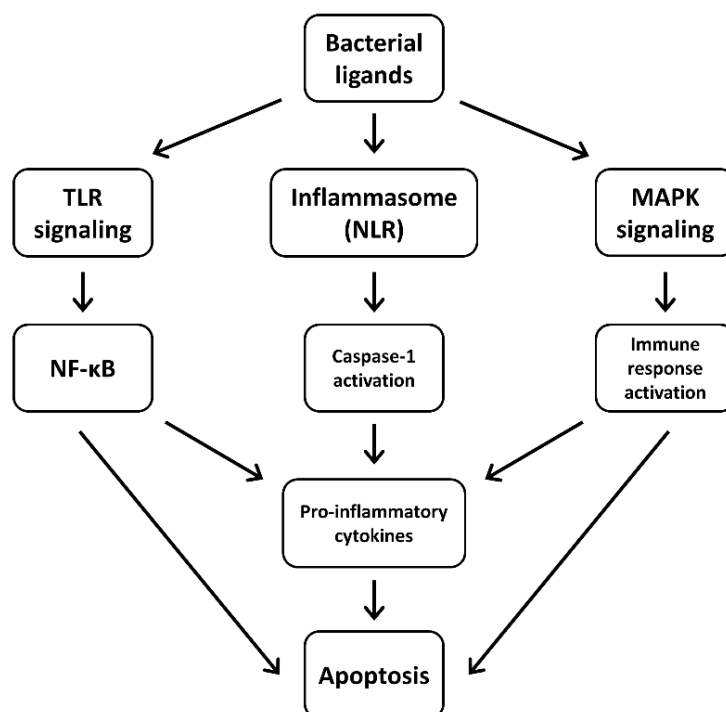 Bacterial
ligands
TLR
signaling
Inflammasome
(NLR)
MAPK
signaling
NF-κB
Caspase-1
activation
Immune
response
activation
Pro-inflammatory
cytokines
Apoptosis